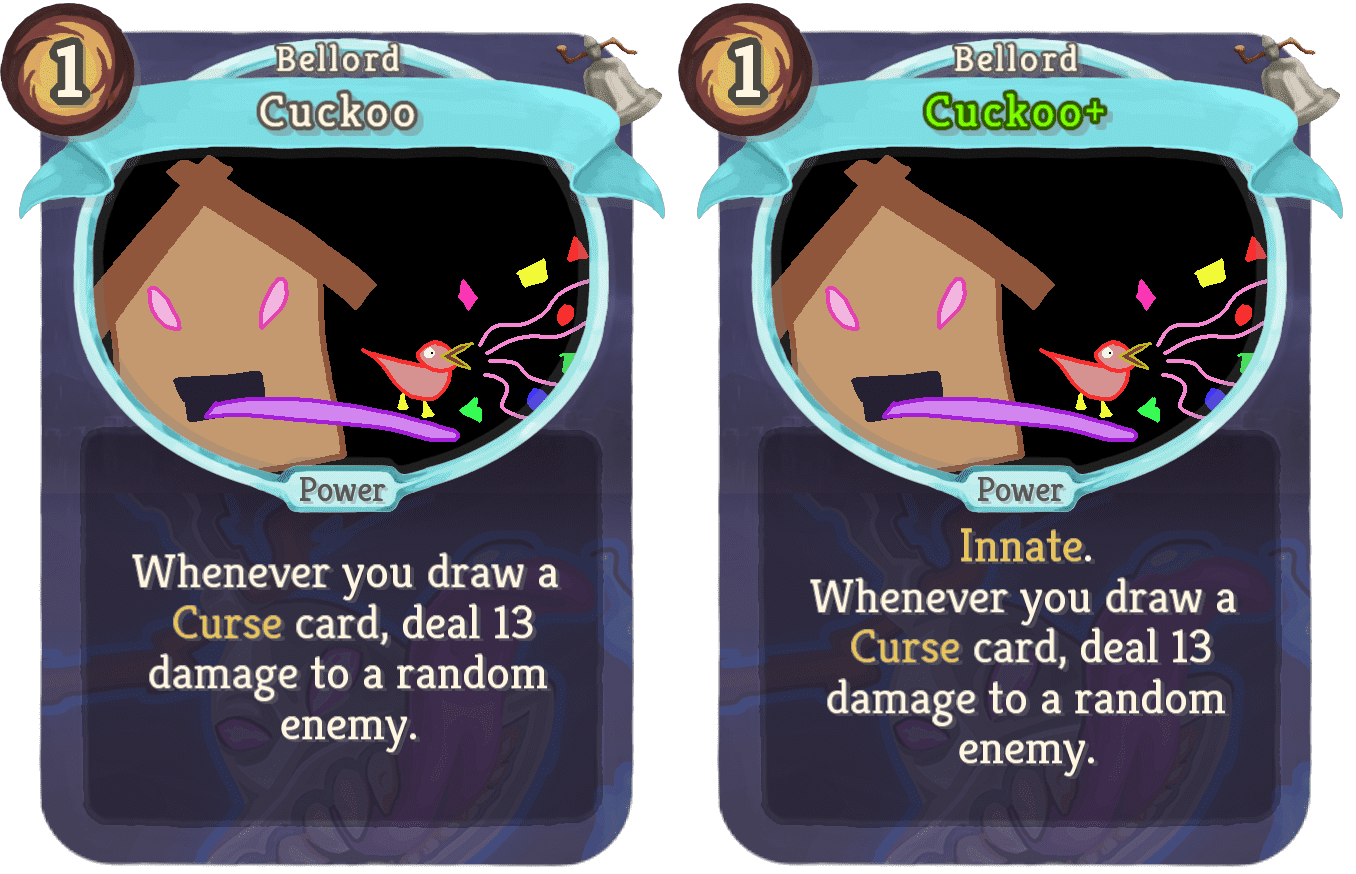 1
Bellord
Cuckoo
Power
Whenever you draw a
Curse card, deal 13
damage to a random
enemy.
1
Bellord
Cuckoo+
Power
Innate.
Whenever you draw a
Curse card, deal 13
damage to a random
enemy.